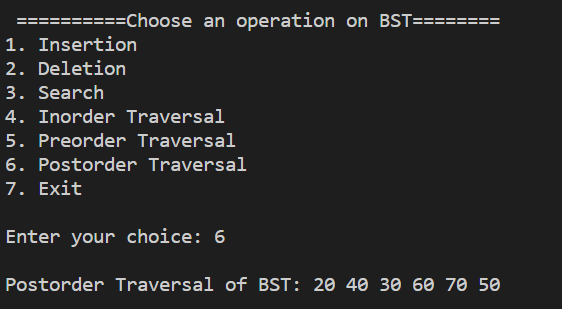 ==========Choose an operation on BST========
1. Insertion
2. Deletion
3. Search
4. Inorder Traversal
5. Preorder Traversal
6. Postorder Traversal
7. Exit
Enter your choice: 6
Postorder Traversal of BST: 20 40 30 60 70 50